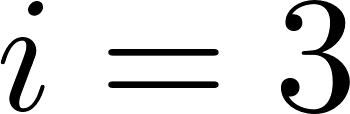 i = 3